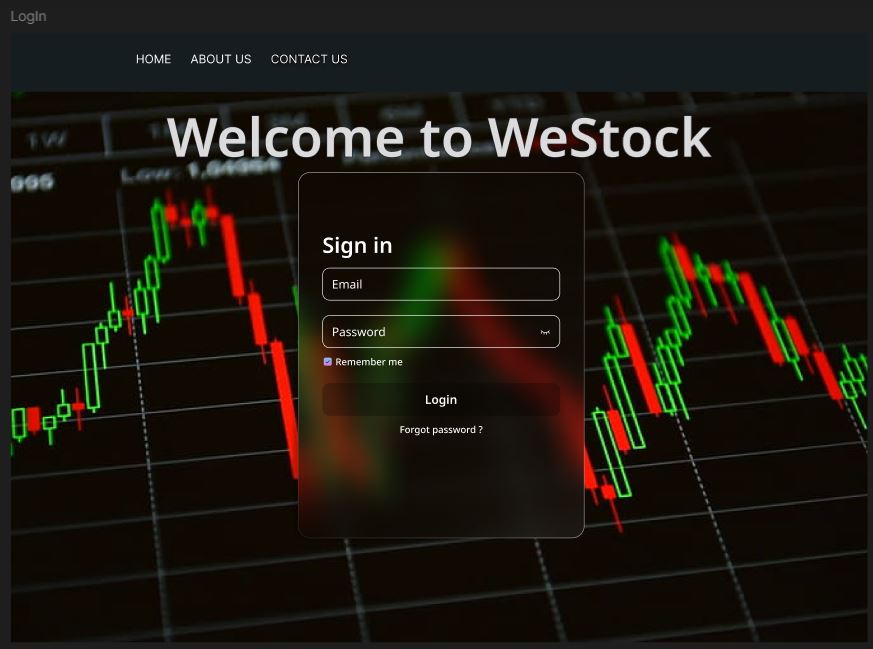 LogIn
HOME ABOUT US CONTACT US
1W
Welcome to WeStock
995 Low: 1,04
Sign in
Email
Password
Remember me
Login
Forgot password ?